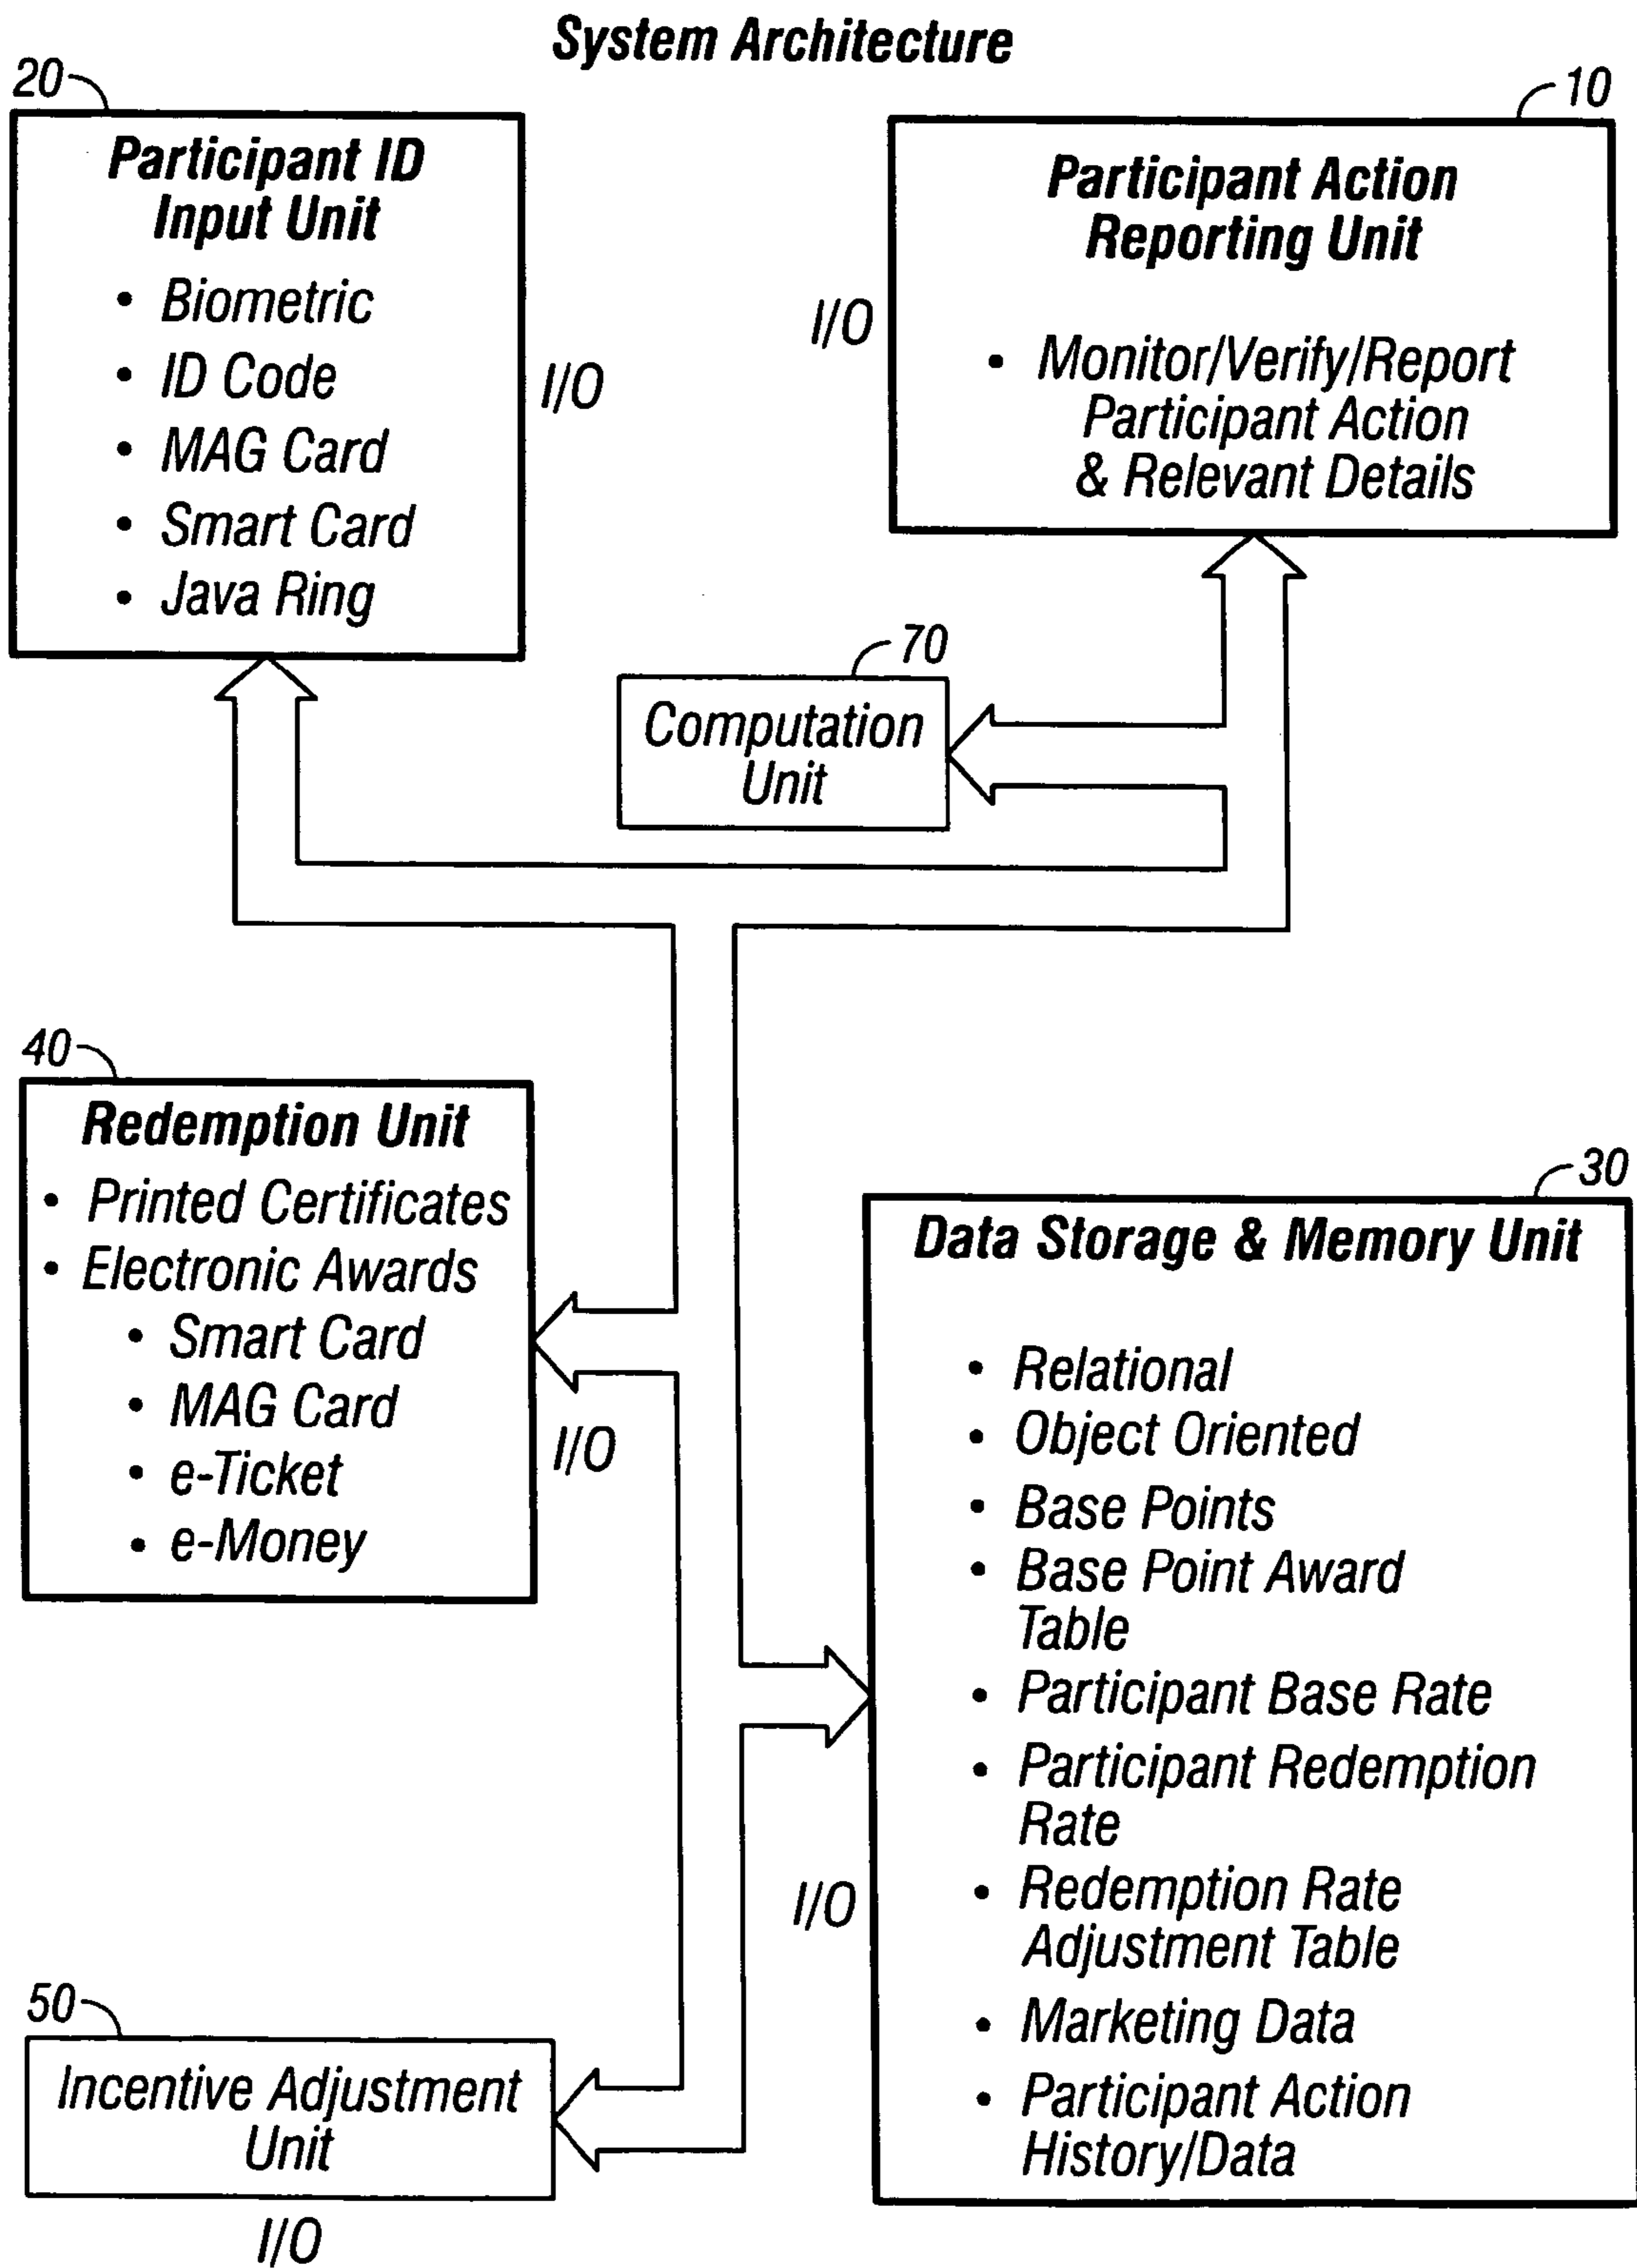 System Architecture
20
Participant ID
Input Unit
• Biometric
• ID Code
• MAG Card
• Smart Card
• Java Ring
I/O
10
Participant Action
Reporting Unit
• Monitor/Verify/Report
Participant Action
& Relevant Details
I/O
70
Computation
Unit
40
Redemption Unit
• Printed Certificates
• Electronic Awards
• Smart Card
• MAG Card
• e-Ticket
• e-Money
I/O
30
Data Storage & Memory Unit
• Relational
• Object Oriented
• Base Points
• Base Point Award
Table
• Participant Base Rate
• Participant Redemption
Rate
• Redemption Rate
Adjustment Table
• Marketing Data
• Participant Action
History/Data
I/O
50
Incentive Adjustment
Unit
I/O